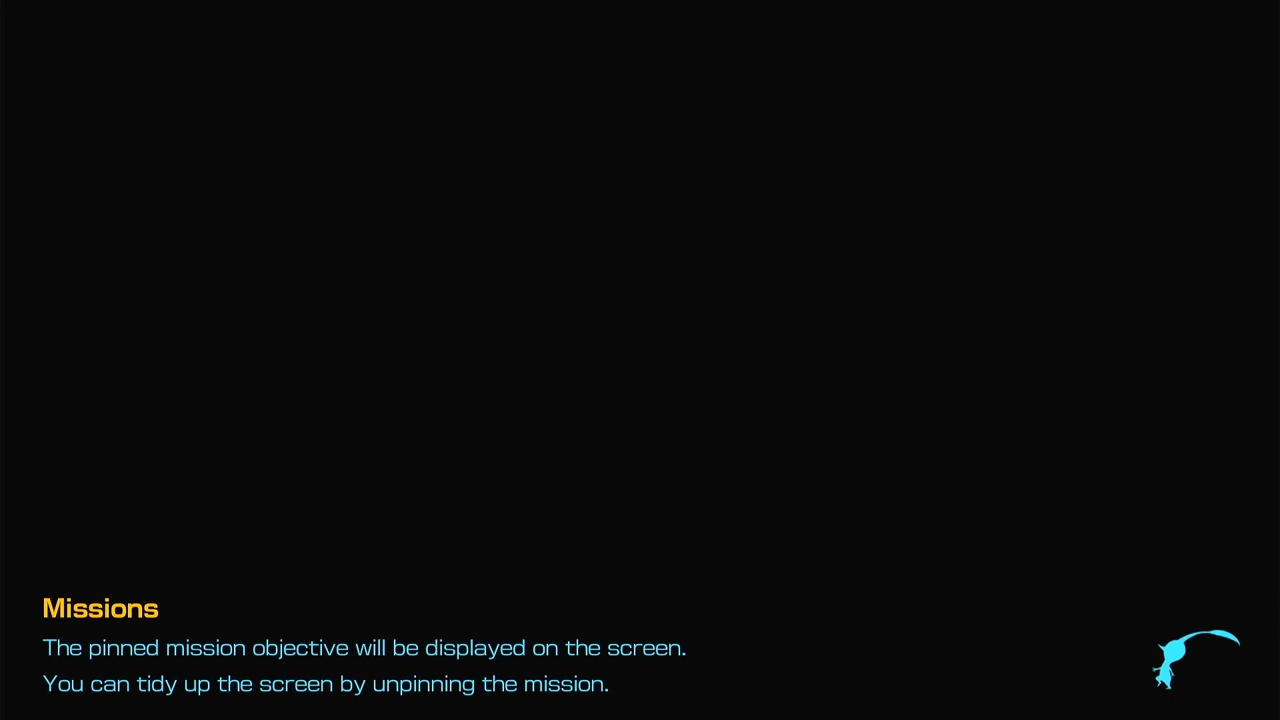 Missions
The pinned mission objective will be displayed on the screen.
You can tidy up the screen by unpinning the mission.